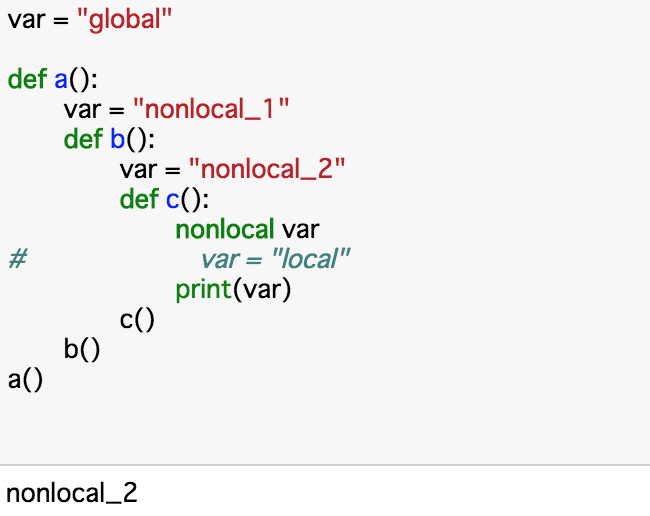 var = "global"
def a():
var = "nonlocal_1"
def b():
var = "nonlocal_2"
def c():
nonlocal var
# var = "local"
print(var)
c()
b()
a()
nonlocal_2